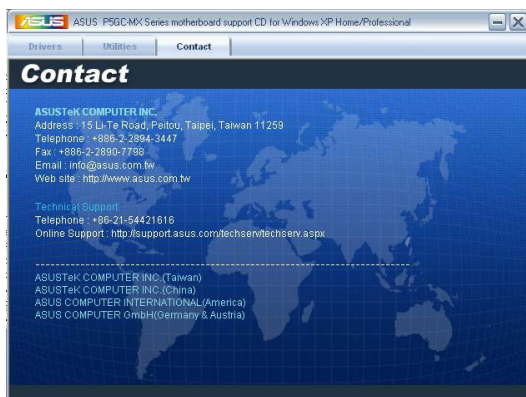 ASUS ASUS P5GC-MX Series motherboard support CD for Windows XP Home/Professional
Drivers Utilities Contact
Contact
ASUSTeK COMPUTER INC.
Address : 15 Li-Te Road, Peitou, Taipei, Taiwan 11259
Telephone : +886-2-2894-3447
Fax : +886-2-2890-7798
Email : info@asus.com.tw
Web site : http://www.asus.com.tw
Technical Support
Telephone : +86-21-54421616
Online Support : http://support.asus.com/techserv/techserv.aspx
ASUSTeK COMPUTER INC.(Taiwan)
ASUSTeK COMPUTER INC.(China)
ASUS COMPUTER INTERNATIONAL(America)
ASUS COMPUTER GmbH(Germany & Austria)